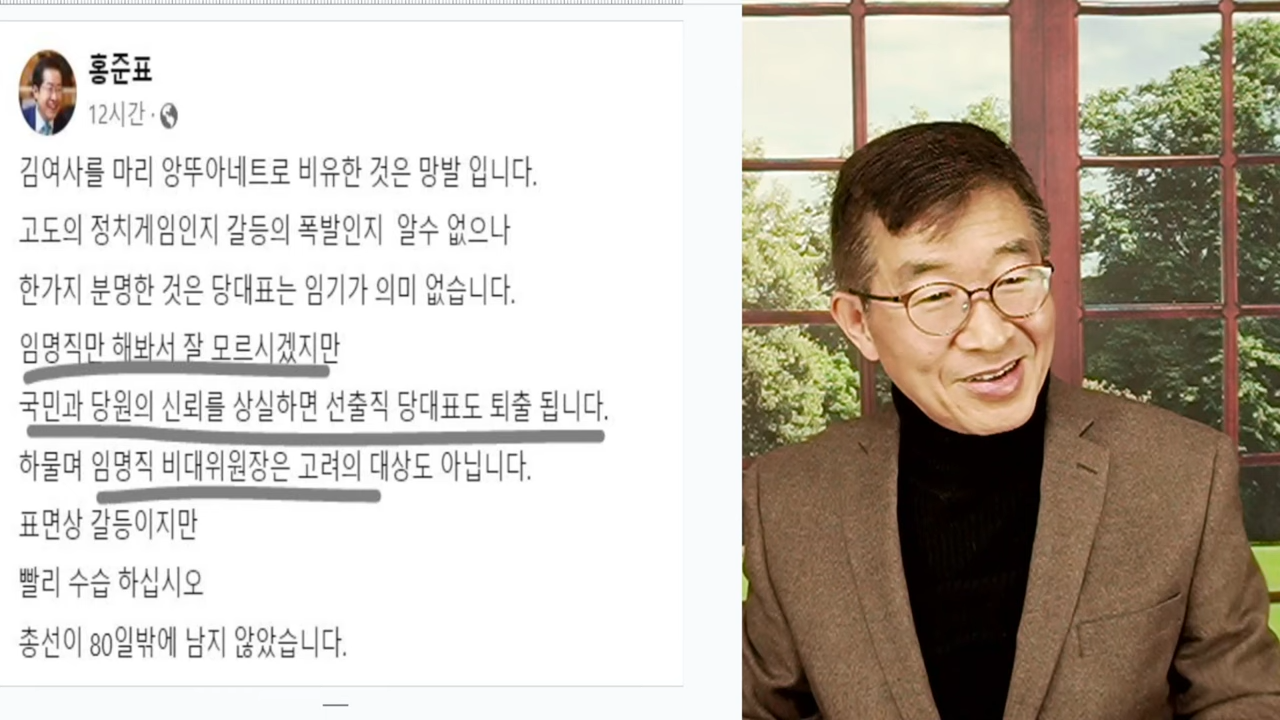 홍준표
12시간 ·
김여사를 마리 앙뚜아네트로 비유한 것은 망발 입니다.
고도의 정치게임인지 갈등의 폭발인지 알수 없으나
한가지 분명한 것은 당대표는 임기가 의미 없습니다.
임명직만 해봐서 잘 모르시겠지만
국민과 당원의 신뢰를 상실하면 선출직 당대표도 퇴출 됩니다.
하물며 임명직 비대위원장은 고려의 대상도 아닙니다.
표면상 갈등이지만
빨리 수습 하십시오
총선이 80일밖에 남지 않았습니다.